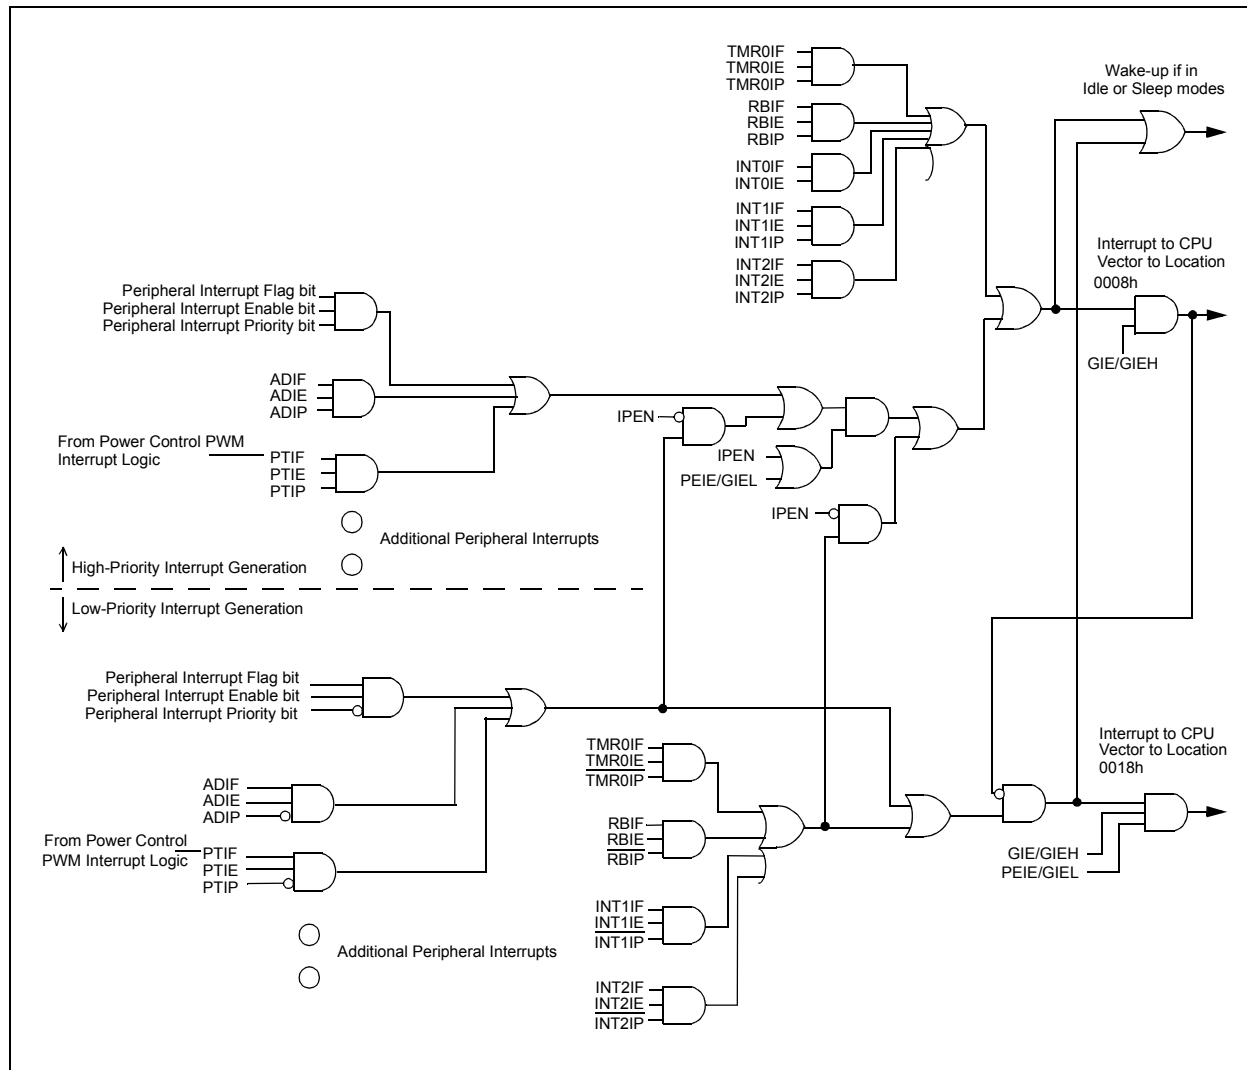 TMR0IF
TMR0IE
TMR0IP
RBIF
RBIE
RBIP
INT0IF
INT0IE
INT1IF
INT1IE
INT1IP
INT2IF
INT2IE
INT2IP
Wake-up if in
Idle or Sleep modes
Interrupt to CPU
Vector to Location
0008h
GIE/GIEH
Peripheral Interrupt Flag bit
Peripheral Interrupt Enable bit
Peripheral Interrupt Priority bit
ADIF
ADIE
ADIP
From Power Control PWM
Interrupt Logic
PTIF
PTIE
PTIP
IPEN
IPEN
PEIE/GIEL
IPEN
Additional Peripheral Interrupts
High-Priority Interrupt Generation
Low-Priority Interrupt Generation
Peripheral Interrupt Flag bit
Peripheral Interrupt Enable bit
Peripheral Interrupt Priority bit
ADIF
ADIE
ADIP
From Power Control
PWM Interrupt Logic
PTIF
PTIE
PTIP
Additional Peripheral Interrupts
TMR0IF
TMR0IE
TMR0IP
RBIF
RBIE
RBIP
INT1IF
INT1IE
INT1IP
INT2IF
INT2IE
INT2IP
Interrupt to CPU
Vector to Location
0018h
GIE/GIEH
PEIE/GIEL